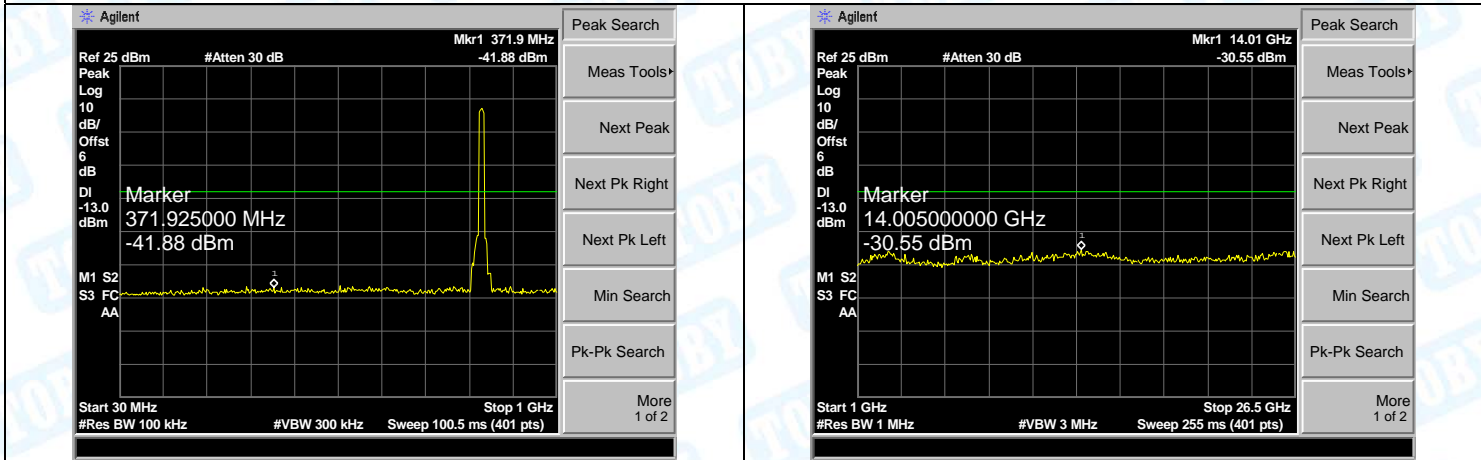 Agilent
Peak Search
Mkr1 371.9 MHz
Ref 25 dBm #Atten 30 dB -41.88 dBm
Peak
Log
10
dB/
Offst
6
dB
DI
-13.0
dBm
Marker
371.925000 MHz
-41.88 dBm
1
M1 S2
S3 FC
AA
Start 30 MHz Stop 1 GHz
#Res BW 100 kHz #VBW 300 kHz Sweep 100.5 ms (401 pts)
Meas Tools
Next Peak
Next Pk Right
Next Pk Left
Min Search
Pk-Pk Search
More
1 of 2
Agilent
Peak Search
Mkr1 14.01 GHz
Ref 25 dBm #Atten 30 dB -30.55 dBm
Peak
Log
10
dB/
Offst
6
dB
DI
-13.0
dBm
Marker
14.005000000 GHz
-30.55 dBm
1
M1 S2
S3 FC
AA
Start 1 GHz Stop 26.5 GHz
#Res BW 1 MHz #VBW 3 MHz Sweep 255 ms (401 pts)
Meas Tools
Next Peak
Next Pk Right
Next Pk Left
Min Search
Pk-Pk Search
More
1 of 2
TOBY